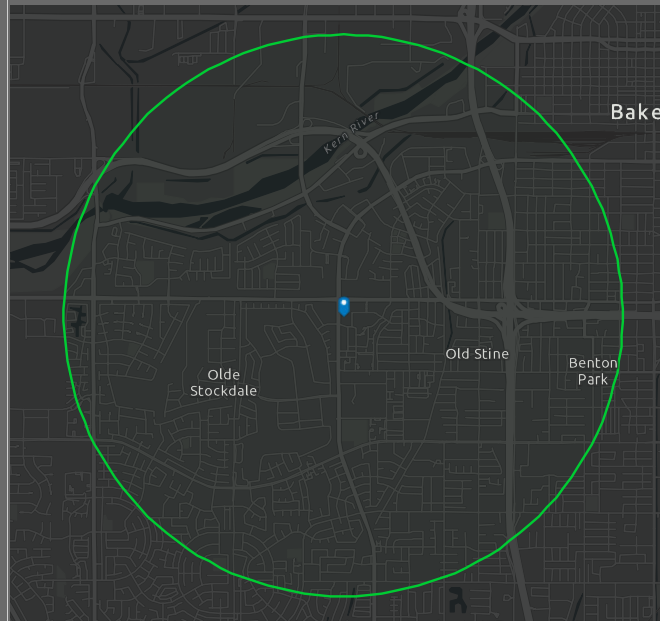 Bake
Kern River
Old Stine
Olde
Stockdale
Benton
Park